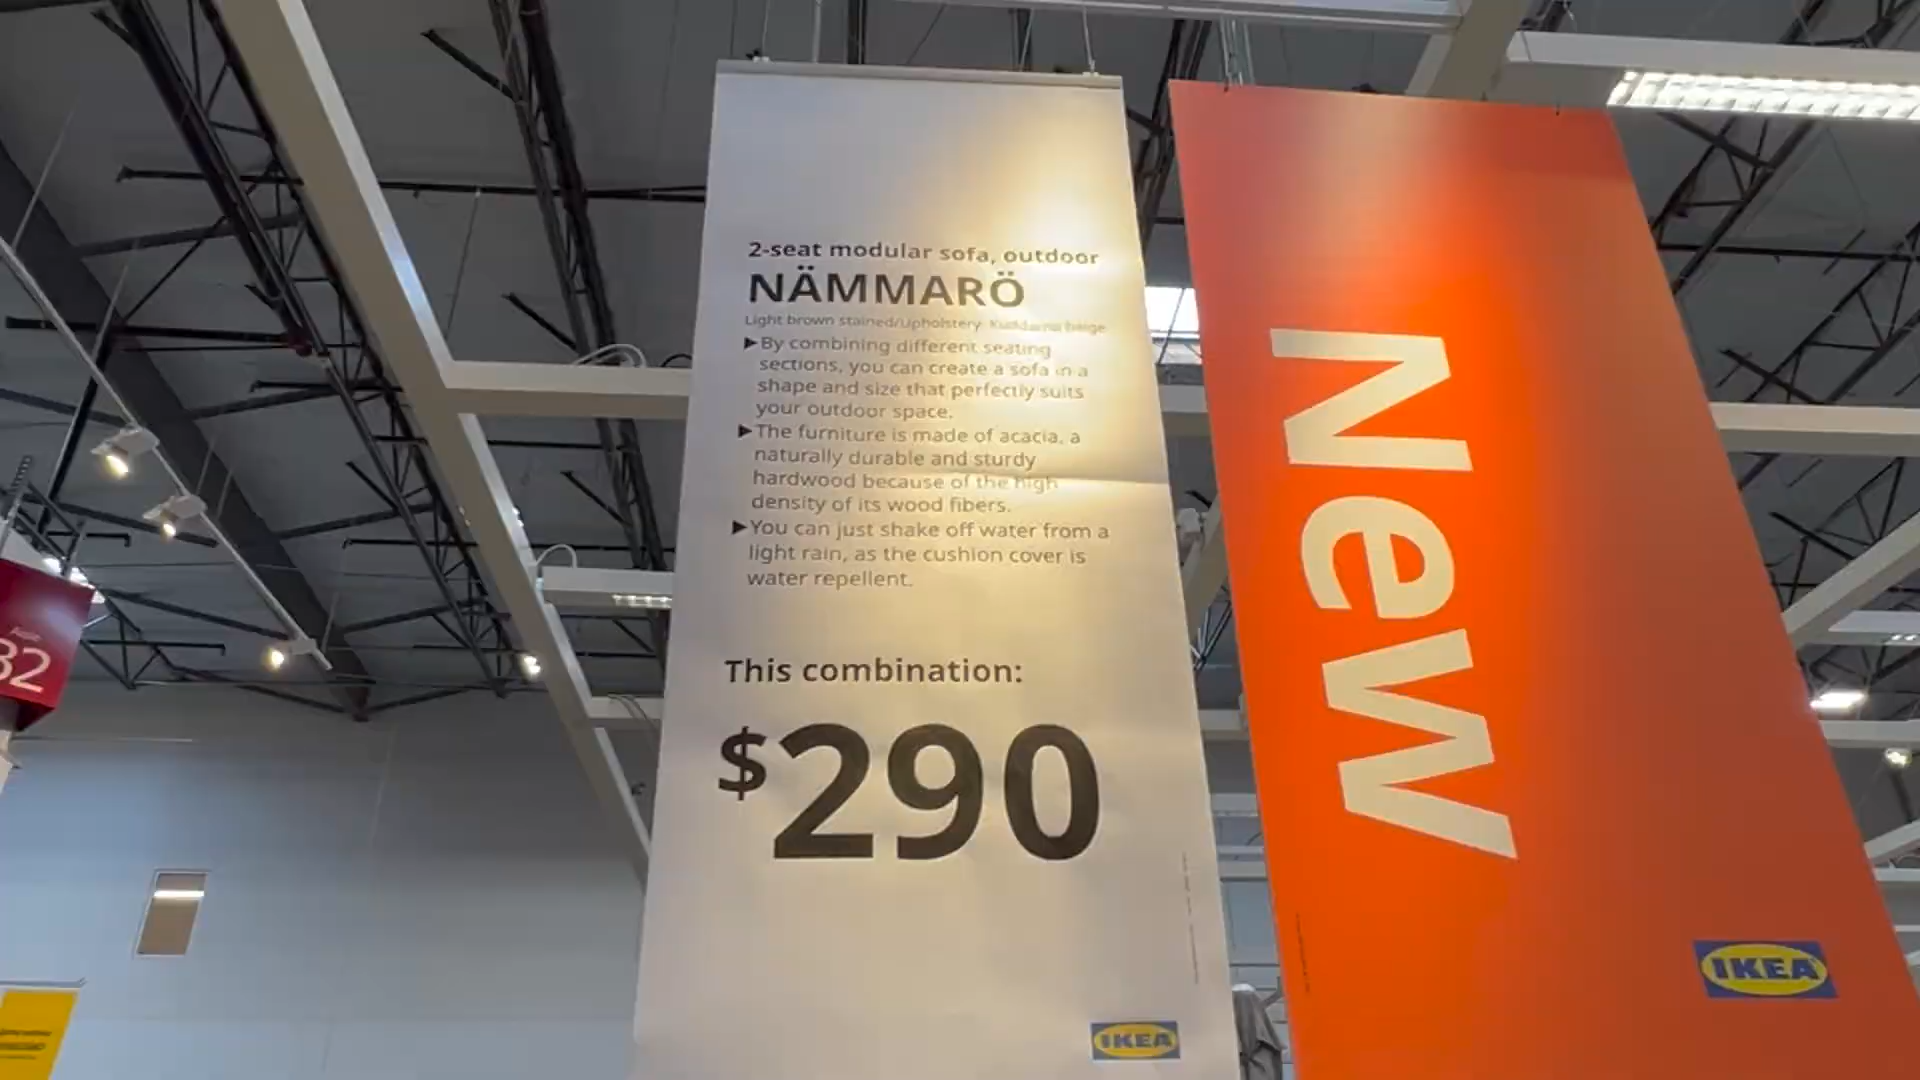 2-seat modular sofa, outdoor
NÄMMARÖ
Light brown stained/upholstery beige
▶By combining different seating
sections, you can create a sofa in a
shape and size that perfectly suits
your outdoor space.
▶The furniture is made of acacia, a
naturally durable and sturdy
hardwood because of the high
density of its wood fibers.
▶You can just shake off water from a
light rain, as the cushion cover is
water repellent.
This combination:
$290
IKEA
New
IKEA
32